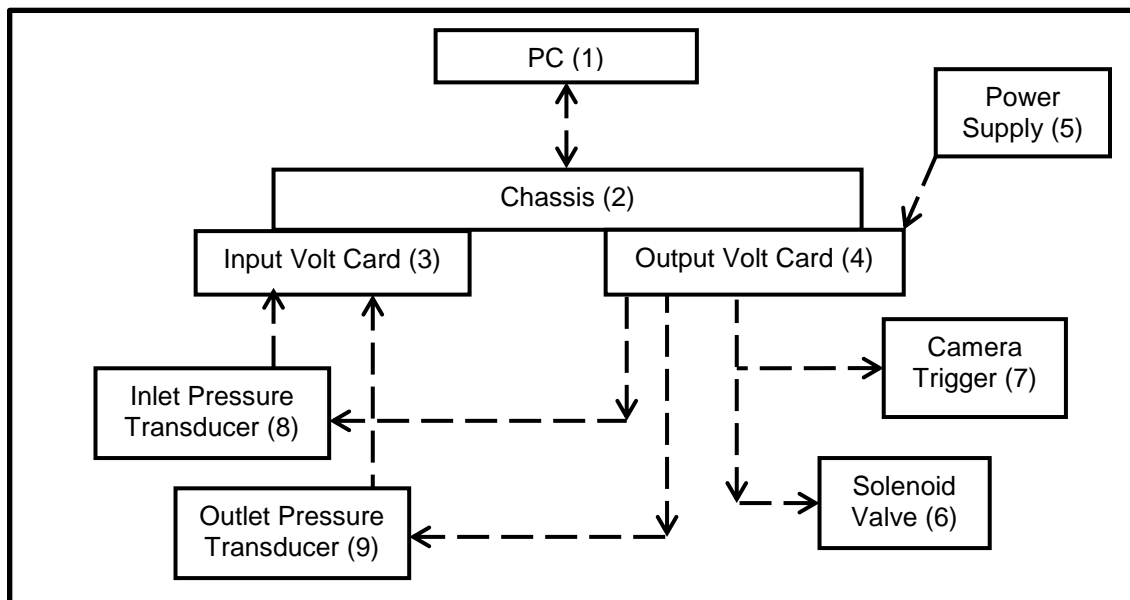 PC (1)
Power
Supply (5)
Chassis (2)
Input Volt Card (3)
Output Volt Card (4)
Camera
Trigger (7)
Inlet Pressure
Transducer (8)
Solenoid
Valve (6)
Outlet Pressure
Transducer (9)